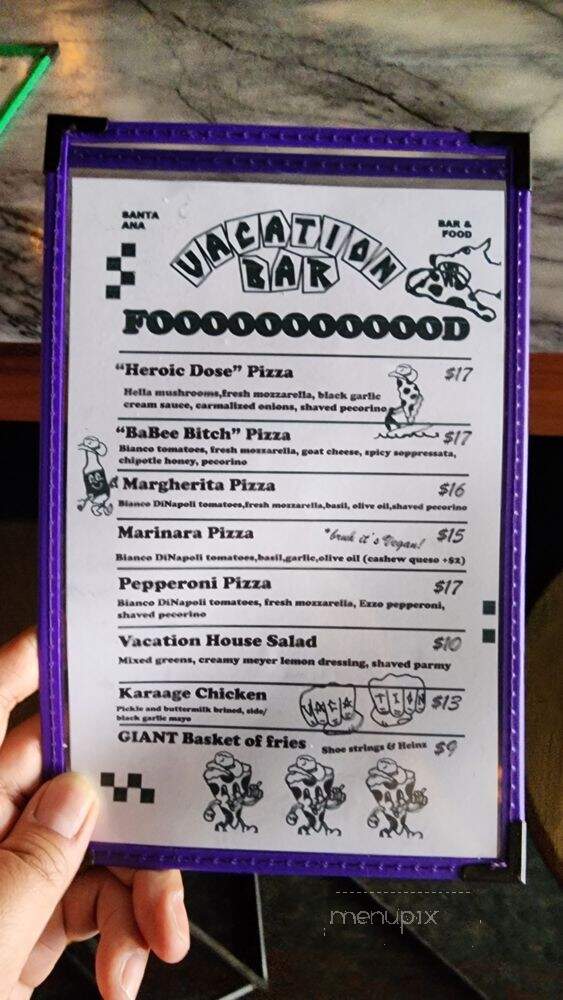 SANTA
ANA
BAR &
FOOD
VACATION
BAR
FOOOOOOOOOOOOD
“Heroic Dose” Pizza $17
Hella mushrooms,fresh mozzarella, black garlic
cream sauce, carmalized onions, shaved pecorino
“BaBee Bitch” Pizza $17
Bianco tomatoes, fresh mozzarella, goat cheese, spicy soppressata,
chipotle honey, pecorino
Margherita Pizza $16
Bianco DiNapoli tomatoes,fresh mozzarella,basil, olive oil,shaved pecorino
Marinara Pizza *bruh it's Vegan! $15
Bianco DiNapoli tomatoes,basil,garlic,olive oil (cashew queso +$2)
Pepperoni Pizza $17
Bianco DiNapoli tomatoes, fresh mozzarella, Ezzo pepperoni,
shaved pecorino
Vacation House Salad $10
Mixed greens, creamy meyer lemon dressing, shaved parmy
Karaage Chicken $13
Pickle and buttermilk brined, side/
black garlic mayo
VACA TION
GIANT Basket of fries Shoe strings & Heinz $9
menupix